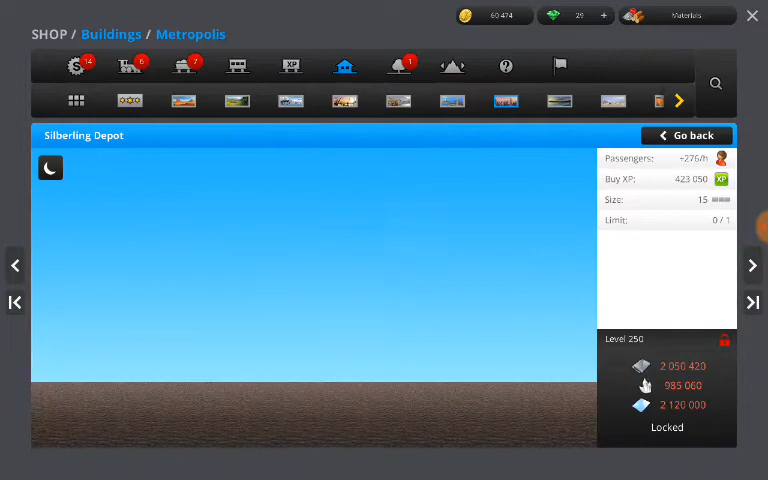 60 474
29 +
Materials
SHOP / Buildings / Metropolis
14
6
7
XP
1
Silberling Depot
Go back
Passengers: +276/h
Buy XP: 423 050 XP
Size: 15
Limit: 0 / 1
Level 250
2 050 420
985 060
2 120 000
Locked